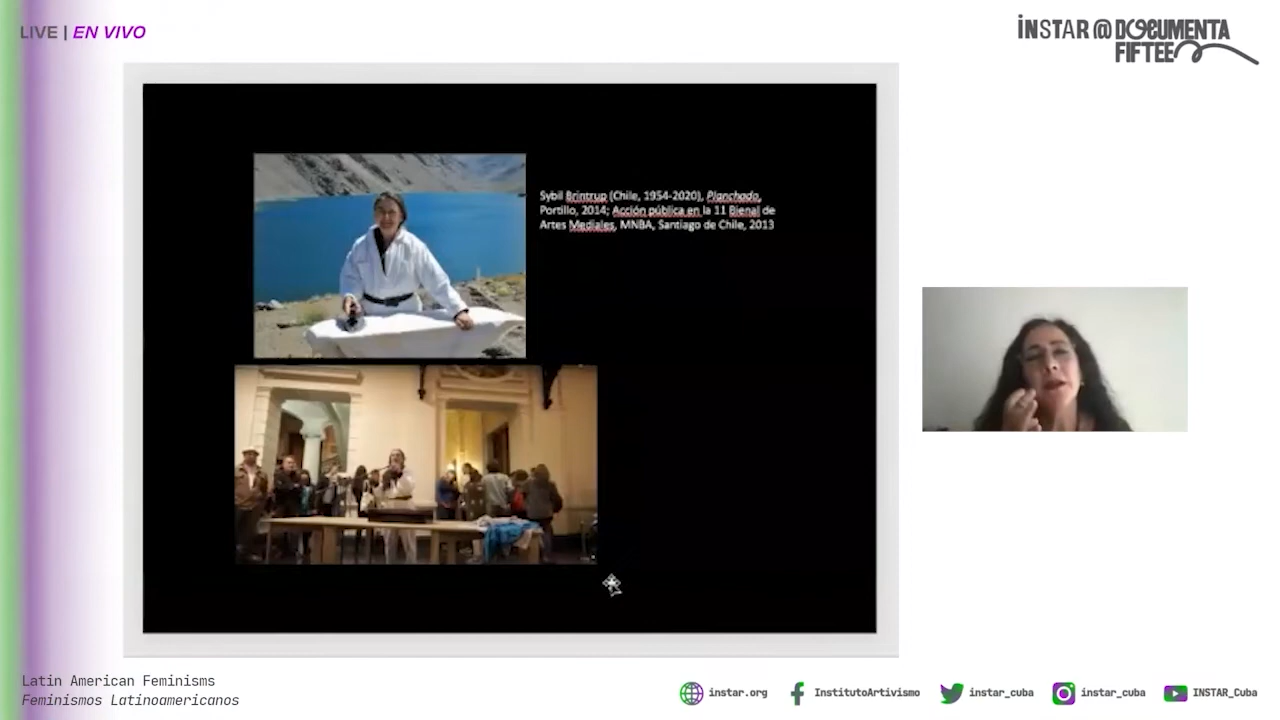 LIVE | EN VIVO
INSTAR @ DOCUMENTA
FIFTEEN
Sybil Brintrup (Chile, 1954-2020), Planchado,
Portillo, 2014; Acción pública en la 11 Bienal de
Artes Mediales, MNBA, Santiago de Chile, 2013
Latin American Feminisms
Feminismos Latinoamericanos
instar.org
InstitutoArtivismo
instar_cuba
instar_cuba
INSTAR_Cuba